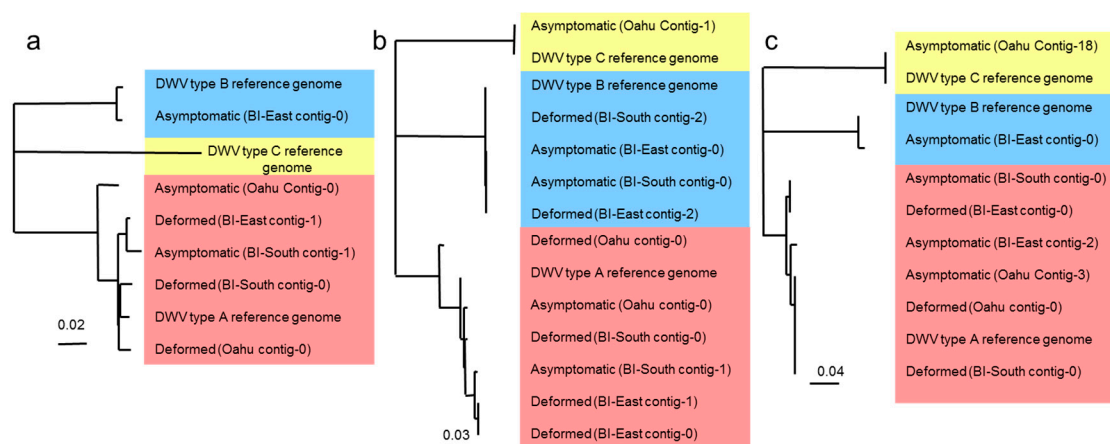 a
DWV type B reference genome
Asymptomatic (BI-East contig-0)
DWV type C reference
genome
Asymptomatic (Oahu Contig-0)
Deformed (BI-East contig-1)
Asymptomatic (BI-South contig-1)
Deformed (BI-South contig-0)
DWV type A reference genome
Deformed (Oahu contig-0)
0.02
b
Asymptomatic (Oahu Contig-1)
DWV type C reference genome
DWV type B reference genome
Deformed (BI-South contig-2)
Asymptomatic (BI-East contig-0)
Asymptomatic (BI-South contig-0)
Deformed (BI-East contig-2)
Deformed (Oahu contig-0)
DWV type A reference genome
Asymptomatic (Oahu contig-0)
Deformed (BI-South contig-0)
Asymptomatic (BI-South contig-1)
Deformed (BI-East contig-1)
Deformed (BI-East contig-0)
0.03
c
Asymptomatic (Oahu Contig-18)
DWV type C reference genome
DWV type B reference genome
Asymptomatic (BI-East contig-0)
Asymptomatic (BI-South contig-0)
Deformed (BI-East contig-0)
Asymptomatic (BI-East contig-2)
Asymptomatic (Oahu Contig-3)
Deformed (Oahu contig-0)
DWV type A reference genome
Deformed (BI-South contig-0)
0.04